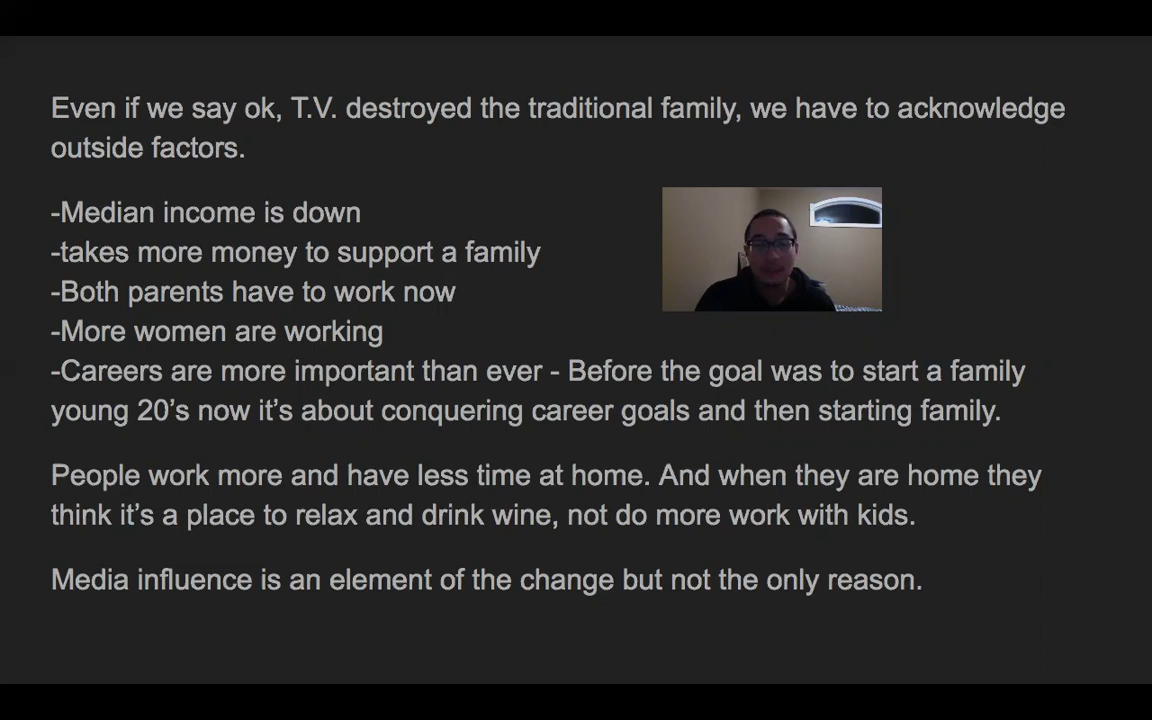 Even if we say ok, T.V. destroyed the traditional family, we have to acknowledge
outside factors.
-Median income is down
-takes more money to support a family
-Both parents have to work now
-More women are working
-Careers are more important than ever - Before the goal was to start a family
young 20’s now it’s about conquering career goals and then starting family.
People work more and have less time at home. And when they are home they
think it’s a place to relax and drink wine, not do more work with kids.
Media influence is an element of the change but not the only reason.